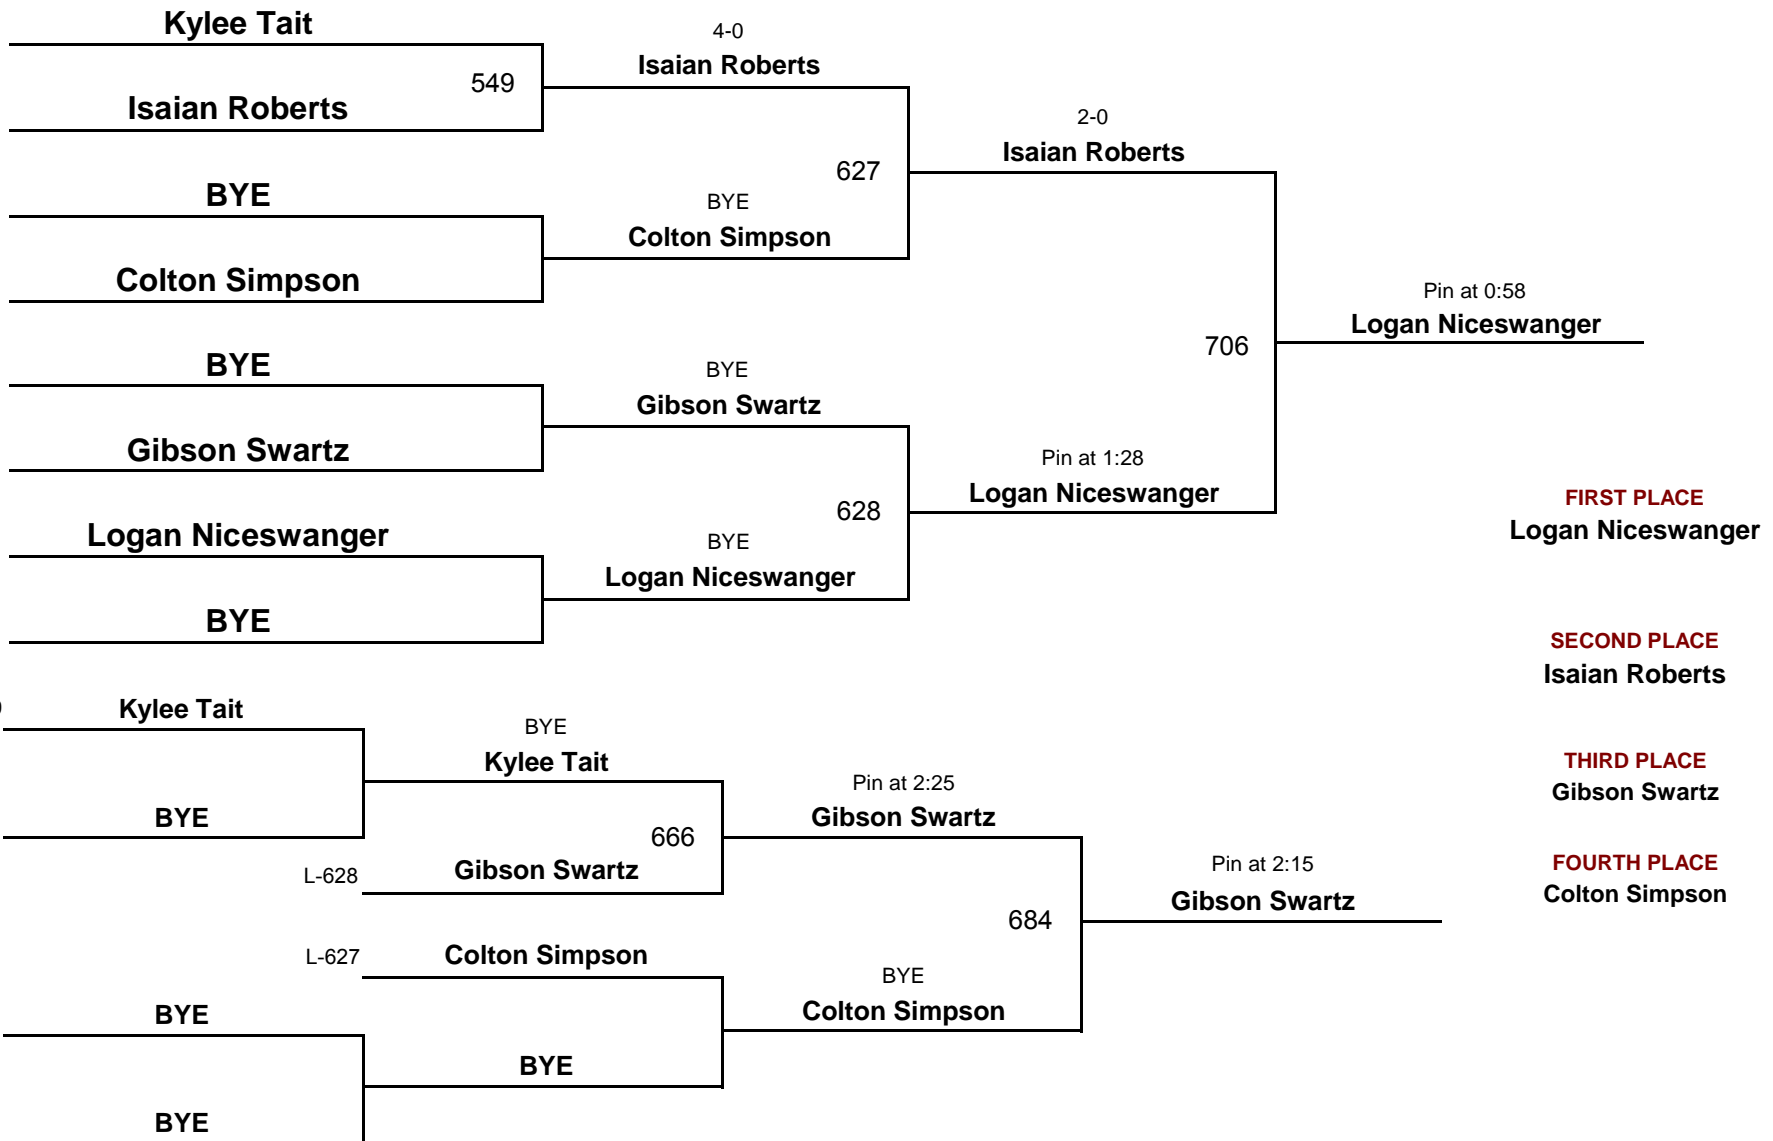 Kylee Tait
4-0
Isaian Roberts
549
Isaian Roberts
2-0
Isaian Roberts
627
BYE
BYE
Colton Simpson
Colton Simpson
Pin at 0:58
Logan Niceswanger
706
BYE
BYE
Gibson Swartz
Gibson Swartz
Pin at 1:28
Logan Niceswanger
628
FIRST PLACE
Logan Niceswanger
Logan Niceswanger
BYE
Logan Niceswanger
BYE
SECOND PLACE
Isaian Roberts
Kylee Tait
BYE
Kylee Tait
THIRD PLACE
Gibson Swartz
Pin at 2:25
Gibson Swartz
BYE
666
L-628
Gibson Swartz
Pin at 2:15
Gibson Swartz
FOURTH PLACE
Colton Simpson
684
L-627
Colton Simpson
BYE
Colton Simpson
BYE
BYE
BYE